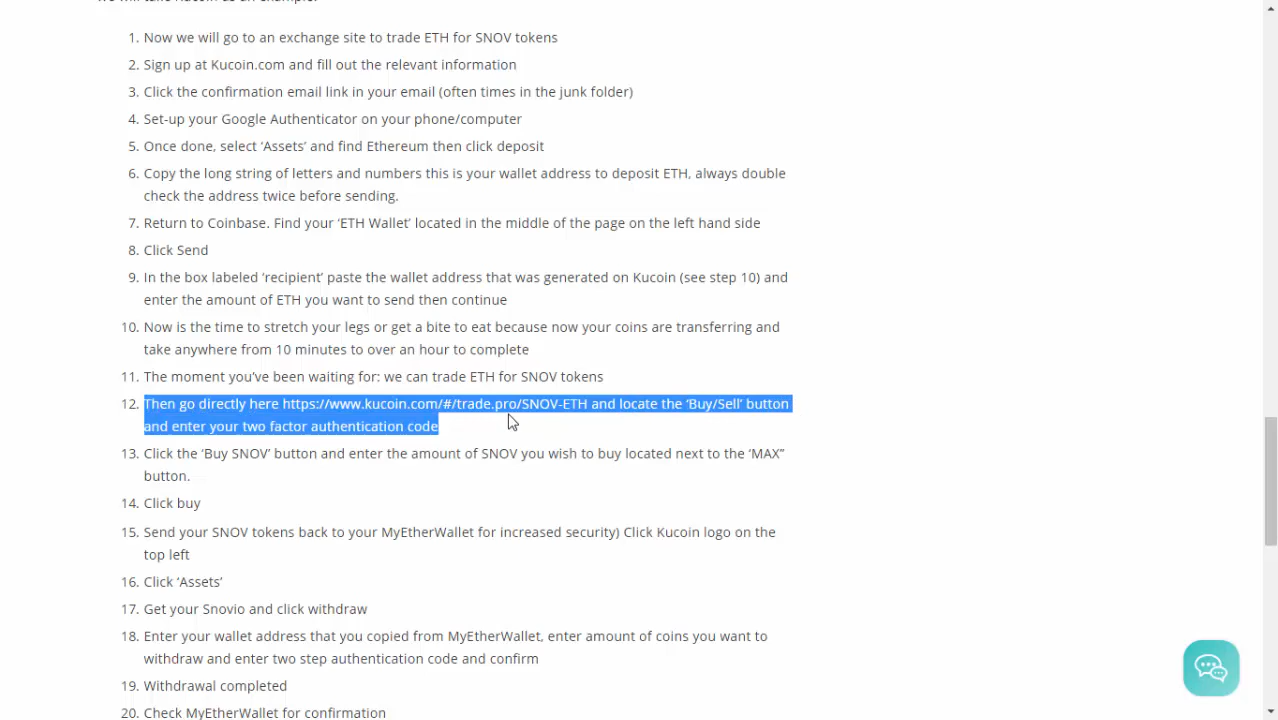 1. Now we will go to an exchange site to trade ETH for SNOV tokens
2. Sign up at Kucoin.com and fill out the relevant information
3. Click the confirmation email link in your email (often times in the junk folder)
4. Set-up your Google Authenticator on your phone/computer
5. Once done, select ‘Assets’ and find Ethereum then click deposit
6. Copy the long string of letters and numbers this is your wallet address to deposit ETH, always double
check the address twice before sending.
7. Return to Coinbase. Find your ‘ETH Wallet’ located in the middle of the page on the left hand side
8. Click Send
9. In the box labeled ‘recipient’ paste the wallet address that was generated on Kucoin (see step 10) and
enter the amount of ETH you want to send then continue
10. Now is the time to stretch your legs or get a bite to eat because now your coins are transferring and
take anywhere from 10 minutes to over an hour to complete
11. The moment you’ve been waiting for: we can trade ETH for SNOV tokens
12. Then go directly here https://www.kucoin.com/#/trade.pro/SNOV-ETH and locate the ‘Buy/Sell’ button
and enter your two factor authentication code
13. Click the ‘Buy SNOV’ button and enter the amount of SNOV you wish to buy located next to the ‘MAX”
button.
14. Click buy
15. Send your SNOV tokens back to your MyEtherWallet for increased security) Click Kucoin logo on the
top left
16. Click ‘Assets’
17. Get your Snovio and click withdraw
18. Enter your wallet address that you copied from MyEtherWallet, enter amount of coins you want to
withdraw and enter two step authentication code and confirm
19. Withdrawal completed
20. Check MyEtherWallet for confirmation